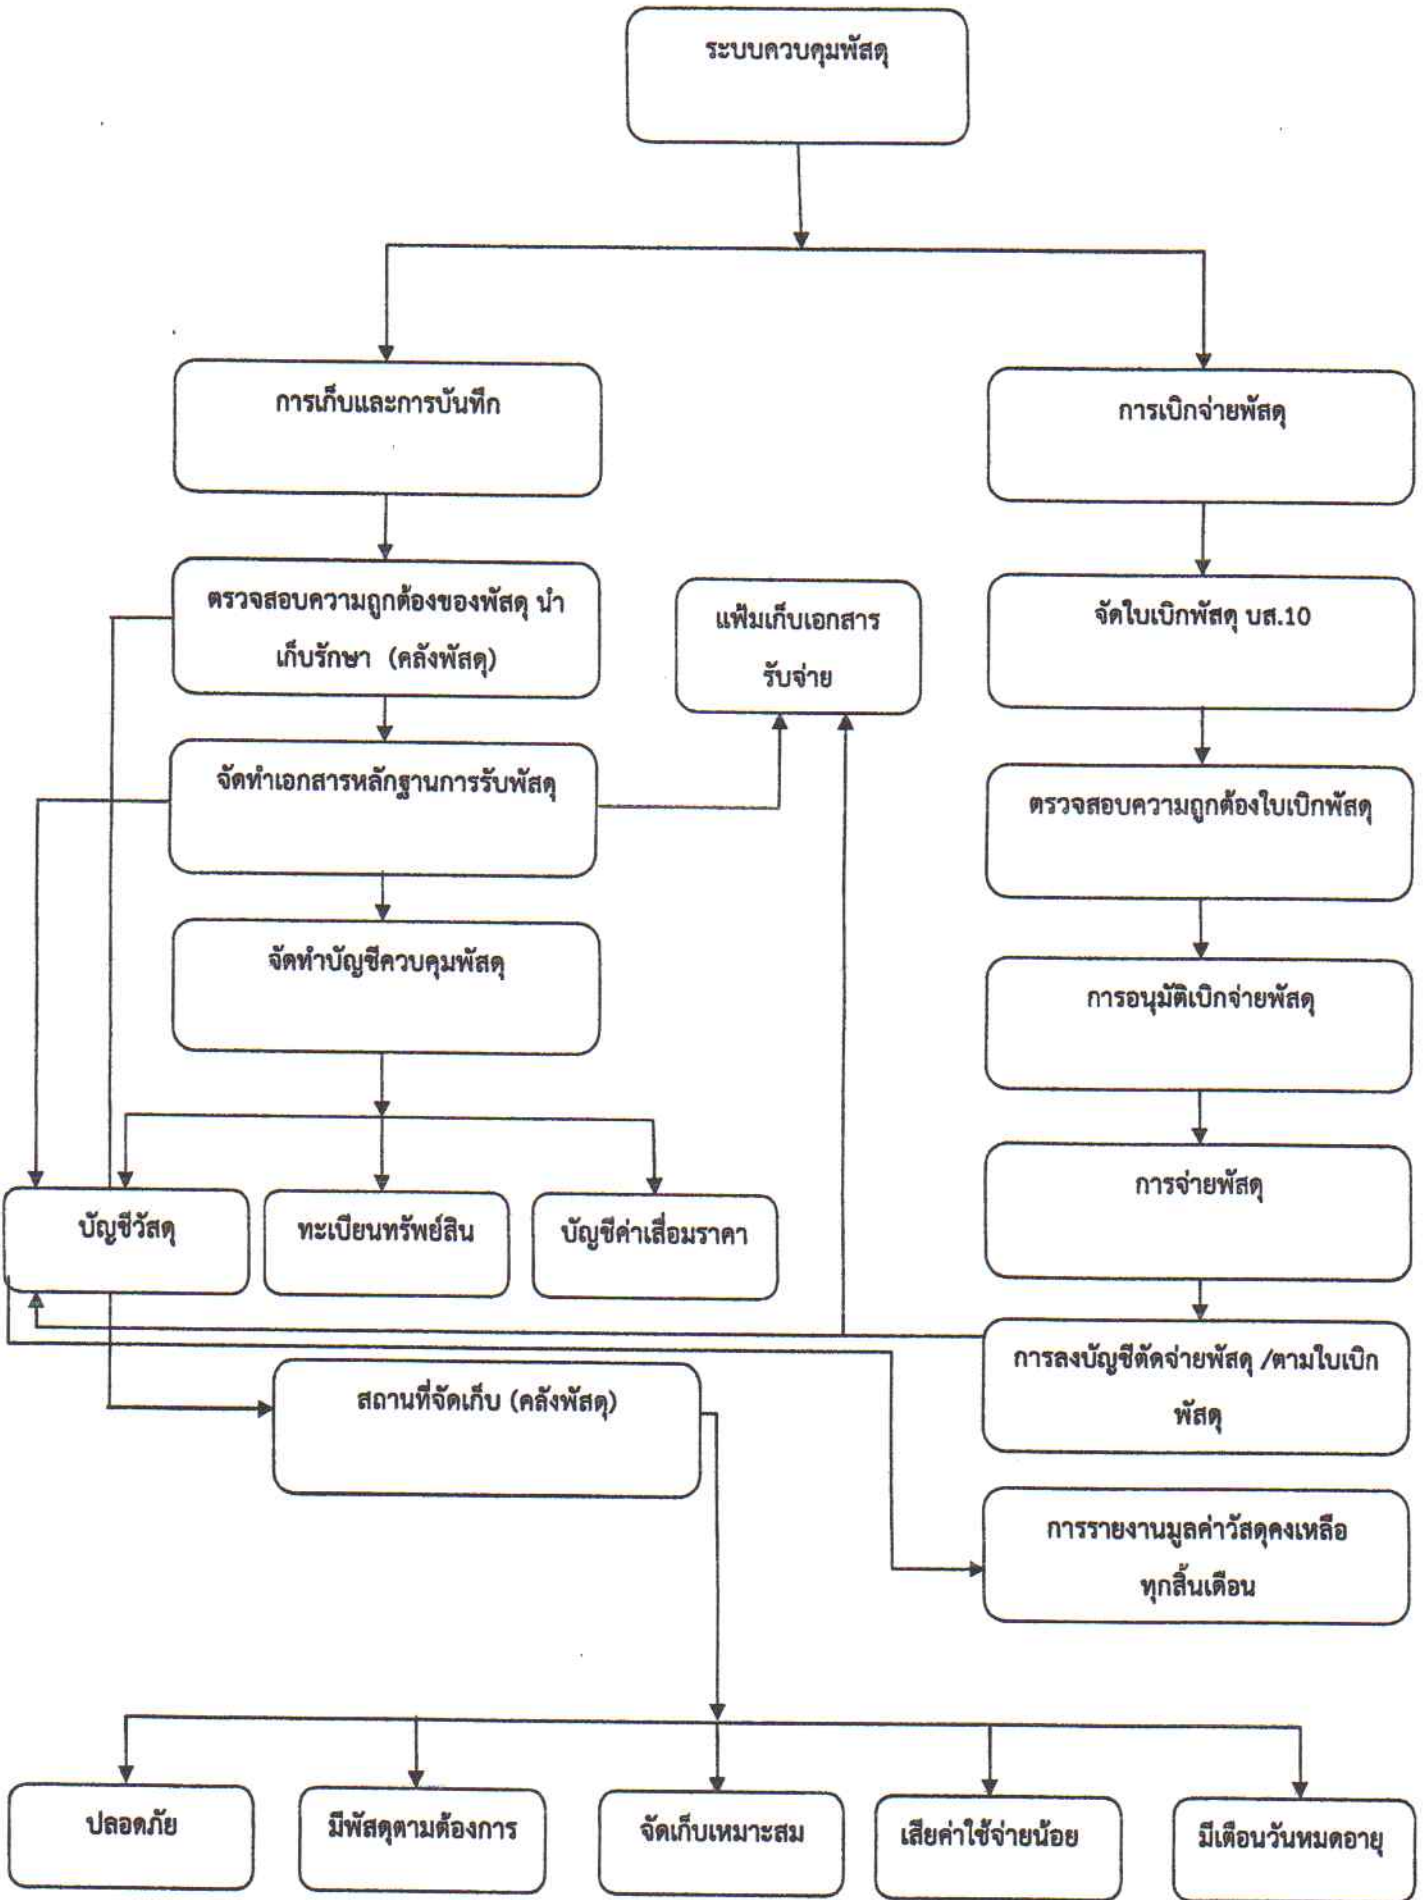 ระบบควบคุมพัสดุ
การเก็บและการบันทึก
การเบิกจ่ายพัสดุ
ตรวจสอบความถูกต้องของพัสดุ นำ
เก็บรักษา (คลังพัสดุ)
แฟ้มเก็บเอกสาร
รับจ่าย
จัดใบเบิกพัสดุ บส.10
จัดทำเอกสารหลักฐานการรับพัสดุ
ตรวจสอบความถูกต้องใบเบิกพัสดุ
จัดทำบัญชีควบคุมพัสดุ
การอนุมัติเบิกจ่ายพัสดุ
การจ่ายพัสดุ
บัญชีวัสดุ
ทะเบียนทรัพย์สิน
บัญชีค่าเสื่อมราคา
การลงบัญชีตัดจ่ายพัสดุ /ตามใบเบิก
พัสดุ
สถานที่จัดเก็บ (คลังพัสดุ)
การรายงานมูลค่าวัสดุคงเหลือ
ทุกสิ้นเดือน
ปลอดภัย
มีพัสดุตามต้องการ
จัดเก็บเหมาะสม
เสียค่าใช้จ่ายน้อย
มีเตือนวันหมดอายุ